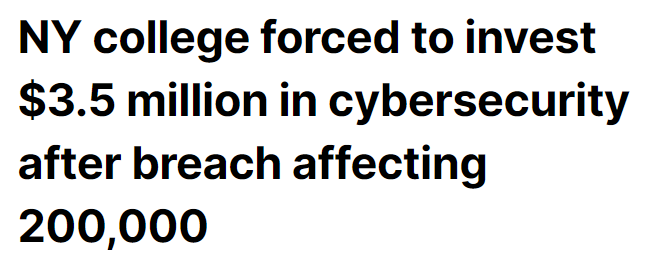 NY college forced to invest
$3.5 million in cybersecurity
after breach affecting
200,000